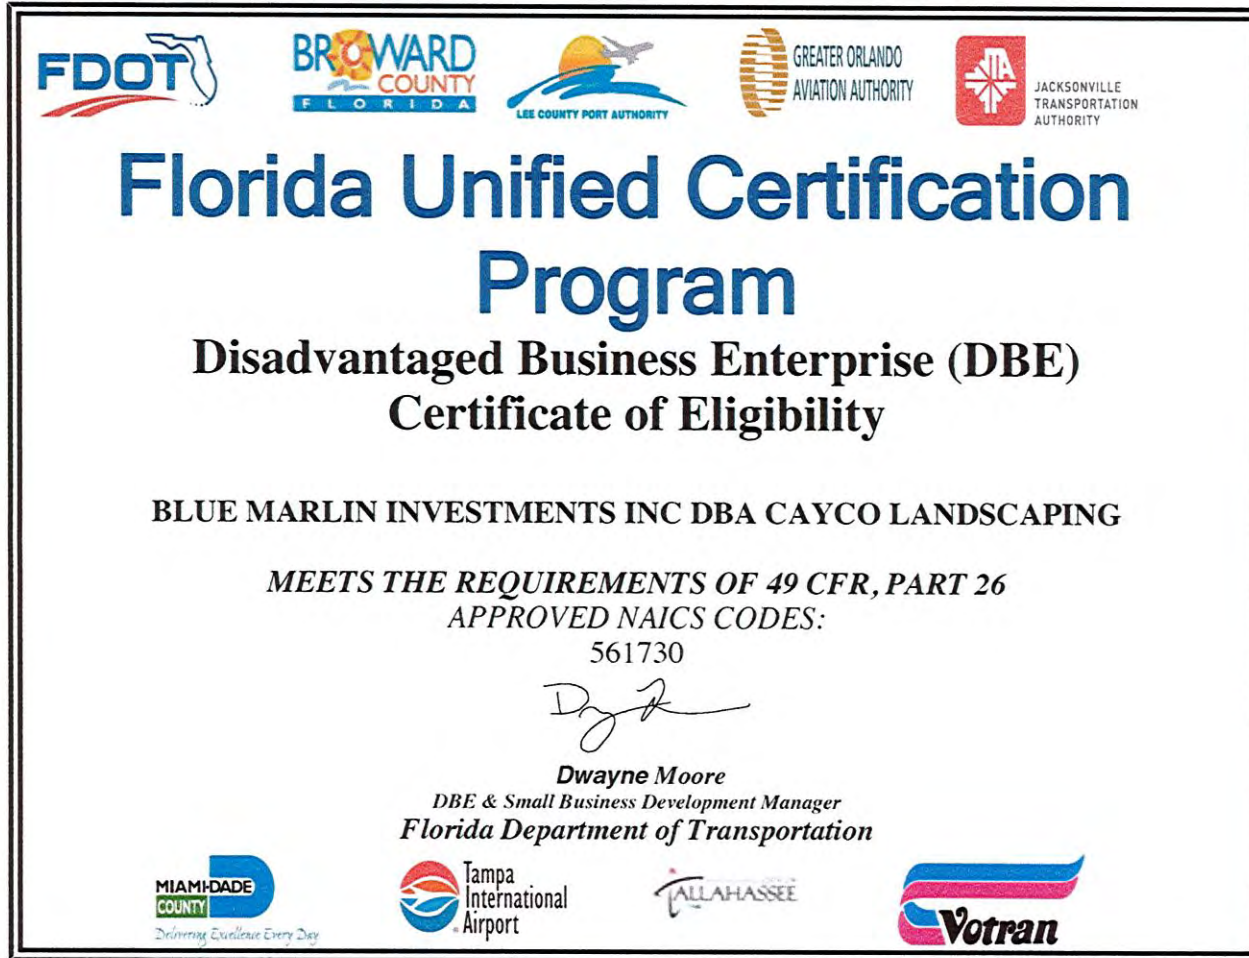 FDOT
BROWARD
COUNTY
FLORIDA
LEE COUNTY PORT AUTHORITY
GREATER ORLANDO
AVIATION AUTHORITY
JTA
JACKSONVILLE
TRANSPORTATION
AUTHORITY
Florida Unified Certification
Program
Disadvantaged Business Enterprise (DBE)
Certificate of Eligibility
BLUE MARLIN INVESTMENTS INC DBA CAYCO LANDSCAPING
MEETS THE REQUIREMENTS OF 49 CFR, PART 26
APPROVED NAICS CODES:
561730
Dwayne Moore
DBE & Small Business Development Manager
Florida Department of Transportation
MIAMI-DADE
COUNTY
Delivering Excellence Every Day
Tampa
International
Airport
TALLAHASSEE
Votran